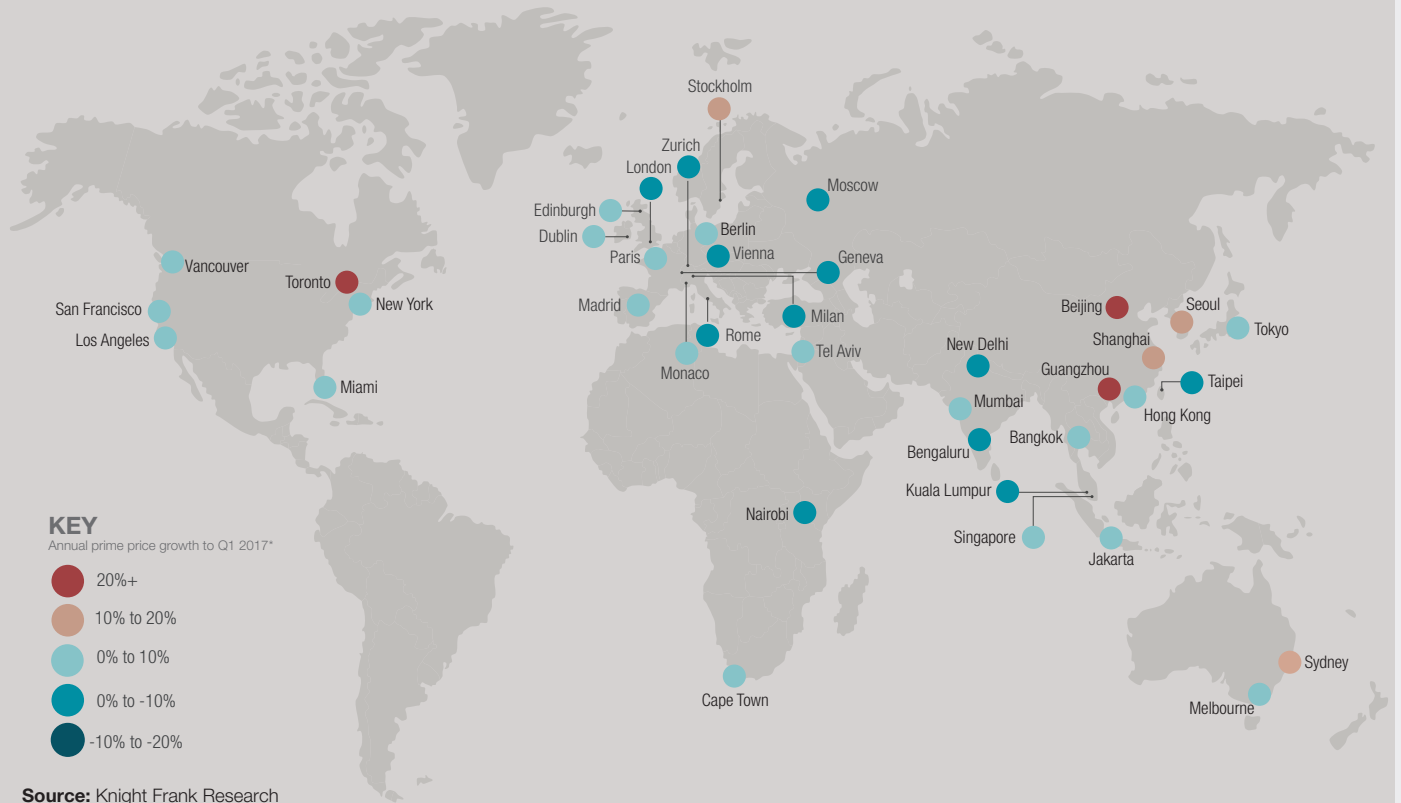 Stockholm
Zurich
London
Moscow
Edinburgh
Berlin
Dublin
Vienna
Paris
Geneva
Vancouver
Toronto
New York
Madrid
Beijing
Seoul
San Francisco
Milan
Los Angeles
Rome
Shanghai
Tokyo
New Delhi
Tel Aviv
Monaco
Guangzhou
Taipei
Miami
Mumbai
Hong Kong
Bangkok
Bengaluru
Kuala Lumpur
Nairobi
Singapore
Jakarta
Sydney
Cape Town
Melbourne
KEY
Annual prime price growth to Q1 2017*
20%+
10% to 20%
0% to 10%
0% to -10%
-10% to -20%
Source: Knight Frank Research